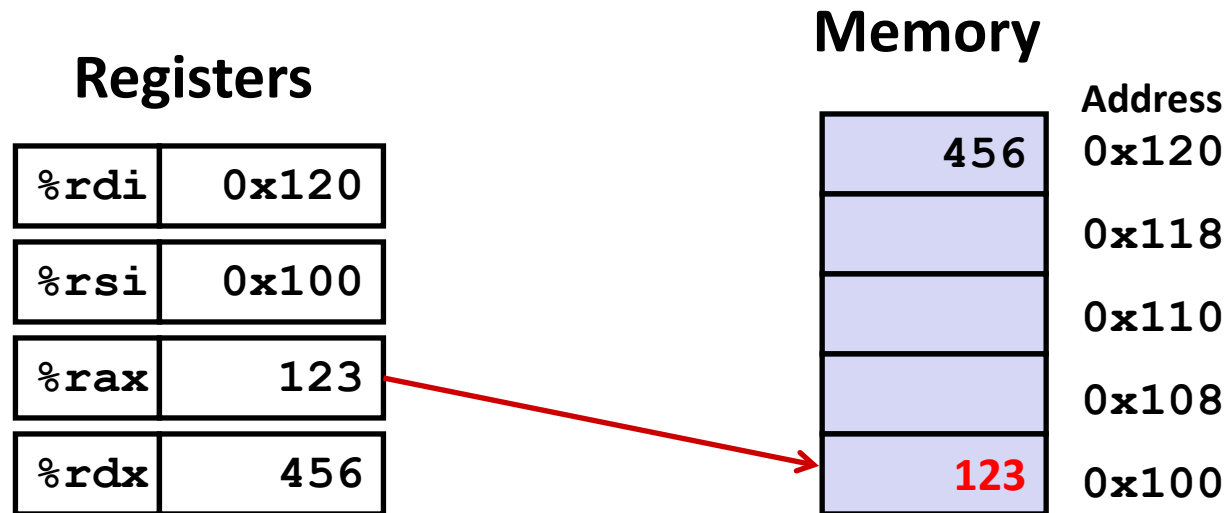 Registers
%rdi 0x120
%rsi 0x100
%rax 123
%rdx 456
Memory
Address
456 0x120
0x118
0x110
0x108
123 0x100